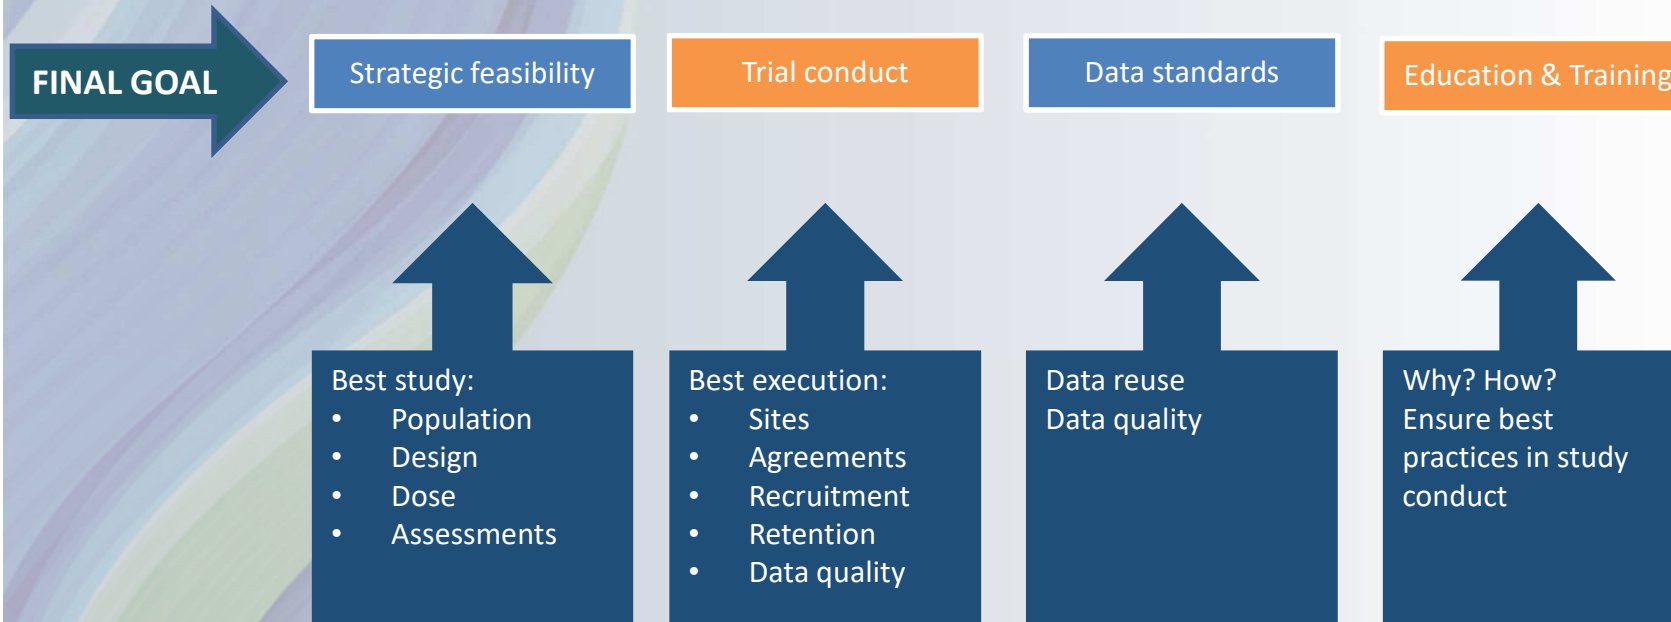 FINAL GOAL
Strategic feasibility
Trial conduct
Data standards
Education & Training
Best study:
• Population
• Design
• Dose
• Assessments
Best execution:
• Sites
• Agreements
• Recruitment
• Retention
• Data quality
Data reuse
Data quality
Why? How?
Ensure best
practices in study
conduct